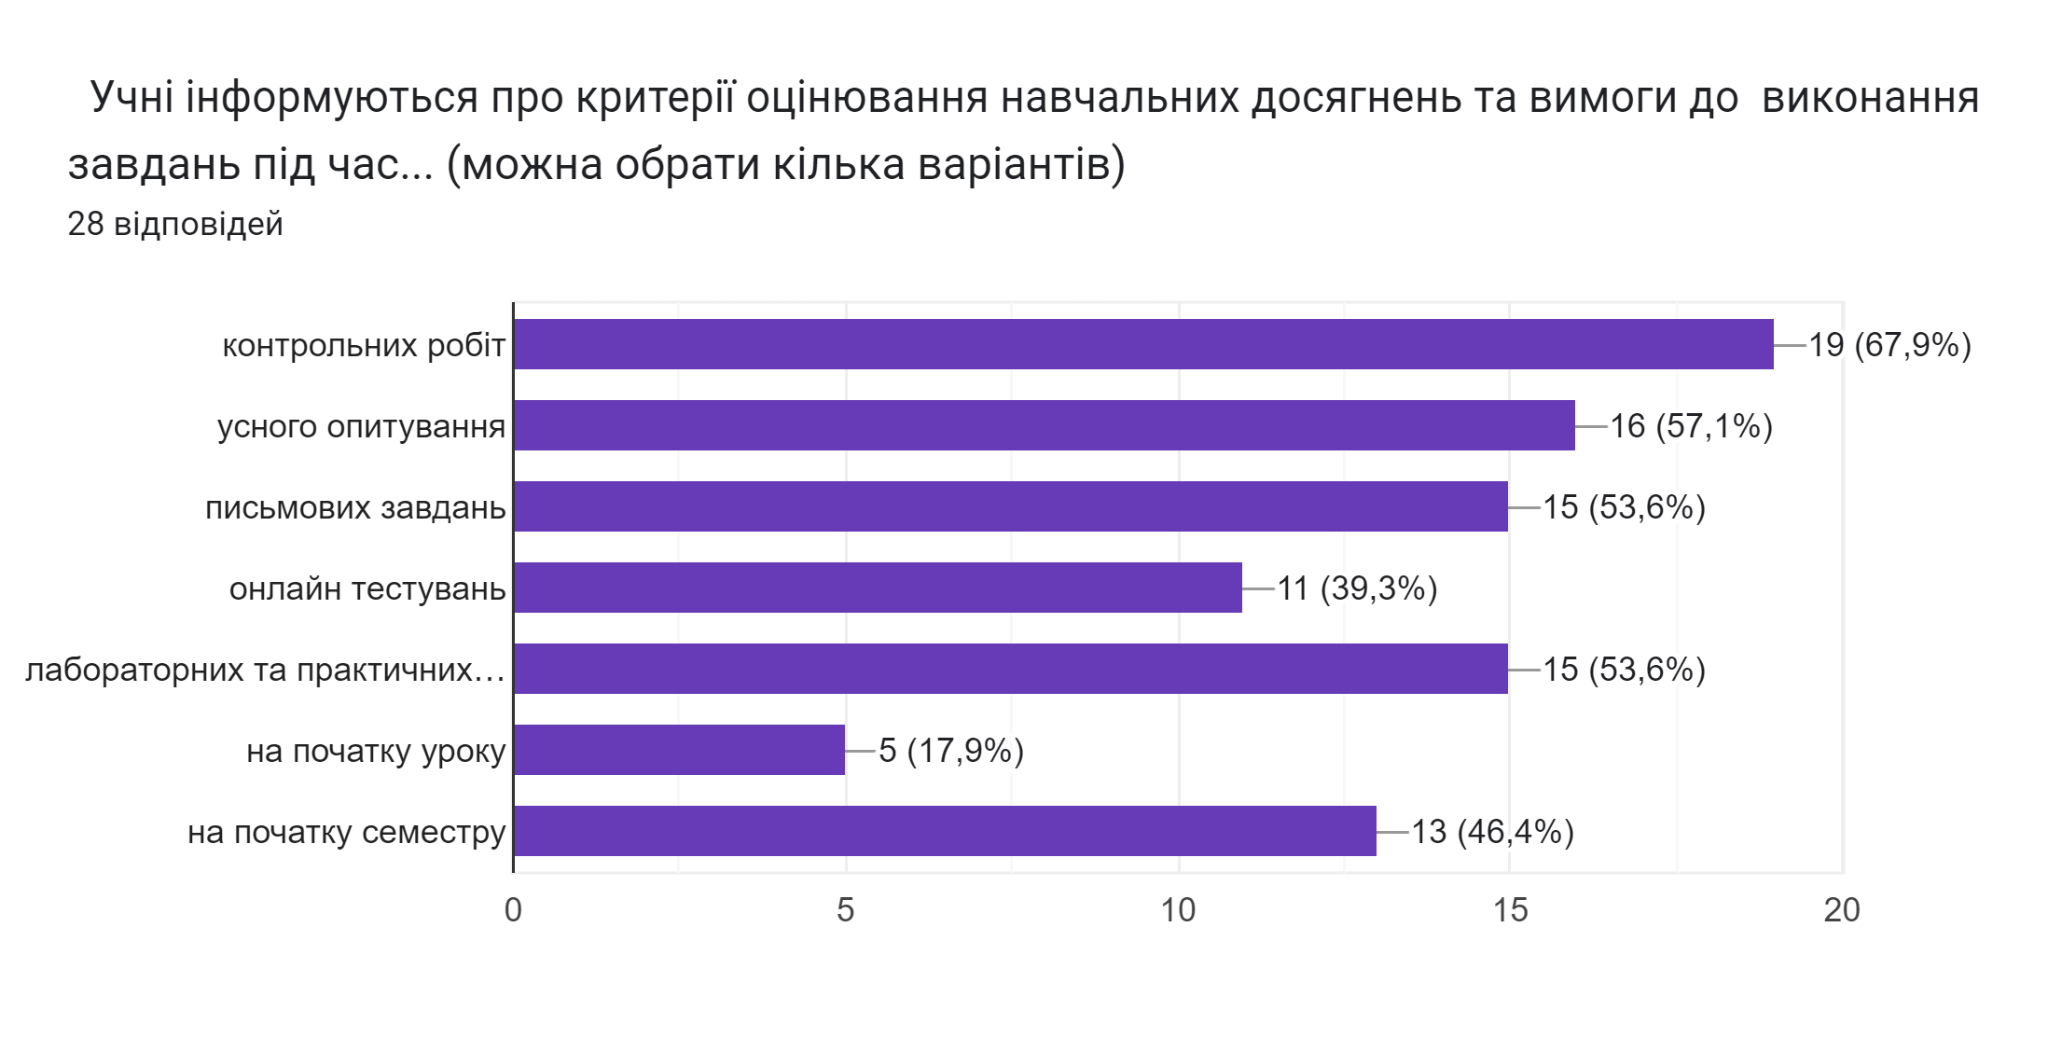 Учні інформуються про критерії оцінювання навчальних досягнень та вимоги до  виконання
завдань під час... (можна обрати кілька варіантів)
28 відповідей
контрольних робіт 19 (67,9%)
усного опитування 16 (57,1%)
письмових завдань 15 (53,6%)
онлайн тестувань 11 (39,3%)
лабораторних та практичних… 15 (53,6%)
на початку уроку 5 (17,9%)
на початку семестру 13 (46,4%)
0 5 10 15 20